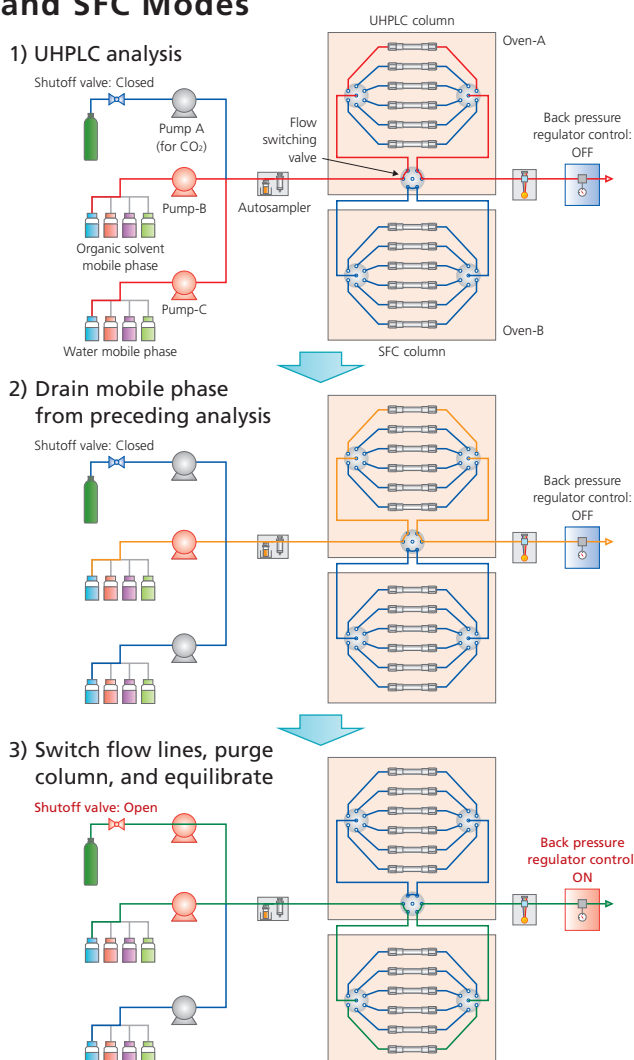 and SFC Modes
UHPLC column
Oven-A
1) UHPLC analysis
Shutoff valve: Closed
Pump A
(for CO₂)
Flow
switching
valve
Back pressure
regulator control:
OFF
Pump-B
Autosampler
Organic solvent
mobile phase
Pump-C
Water mobile phase
Oven-B
SFC column
2) Drain mobile phase
from preceding analysis
Shutoff valve: Closed
Back pressure
regulator control:
OFF
3) Switch flow lines, purge
column, and equilibrate
Shutoff valve: Open
Back pressure
regulator control
ON